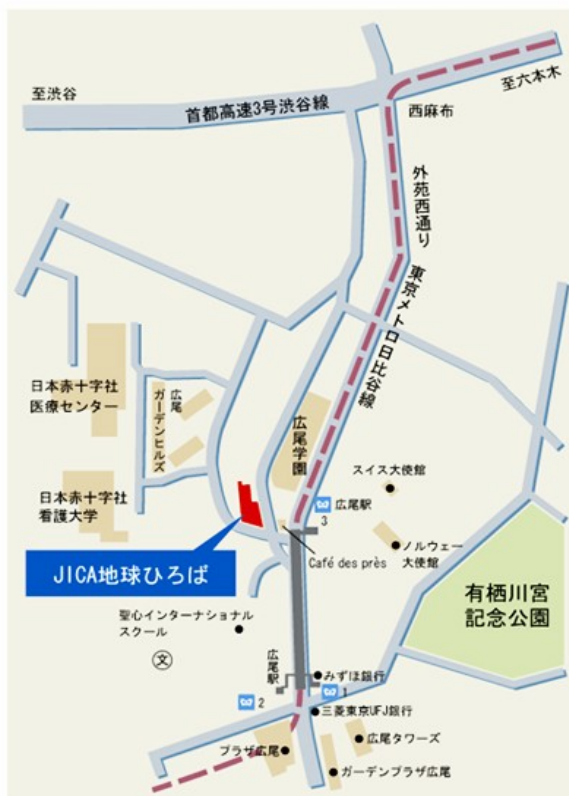 至渋谷
首都高速3号渋谷線
至六本木
西麻布
外苑西通り
東京メトロ日比谷線
日本赤十字社
医療センター
広尾
ガーデンヒルズ
広尾学園
スイス大使館
日本赤十字社
看護大学
広尾駅
3
JICA地球ひろば
Café des près
ノルウェー
大使館
有栖川宮
記念公園
聖心インターナショナル
スクール
文
広尾駅
みずほ銀行
2
1
三菱東京UFJ銀行
プラザ広尾
広尾タワーズ
ガーデンプラザ広尾